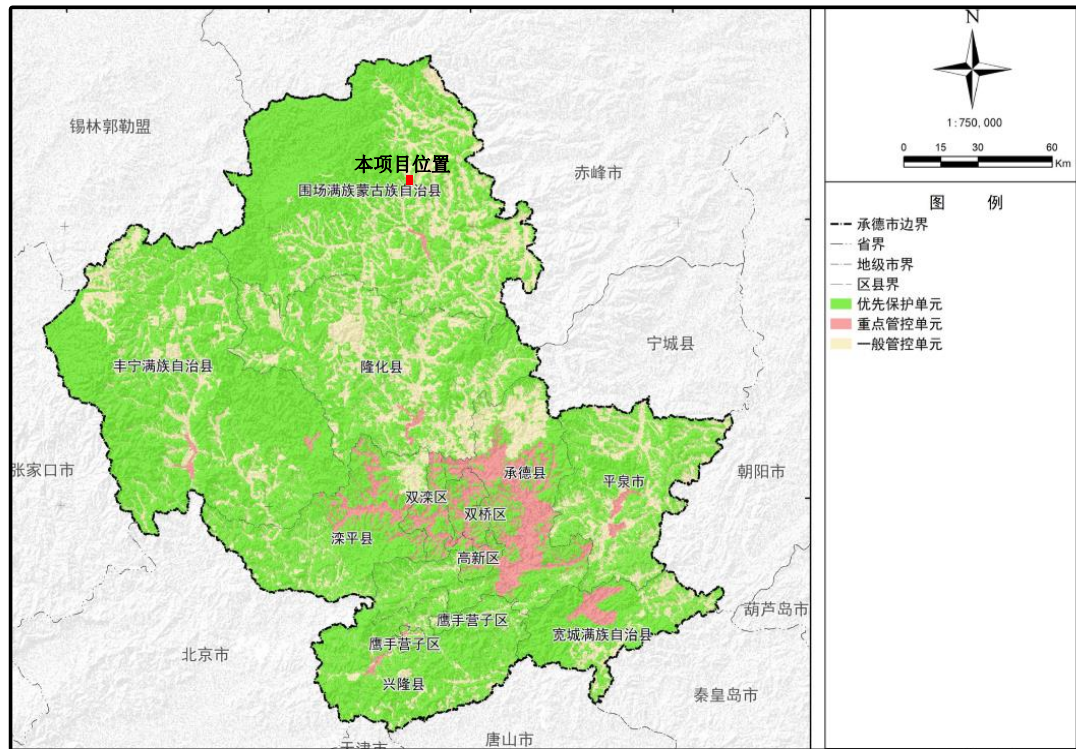 锡林郭勒盟
本项目位置
赤峰市
围场满族蒙古族自治县
宁城县
丰宁满族自治县
隆化县
张家口市
承德县
朝阳市
平泉市
双滦区
双桥区
滦平县
高新区
葫芦岛市
鹰手营子区
宽城满族自治县
鹰手营子区
北京市
兴隆县
秦皇岛市
唐山市
天津市
N
1:750,000
0 15 30 60
Km
图 例
承德市边界
省界
地级市界
区县界
优先保护单元
重点管控单元
一般管控单元